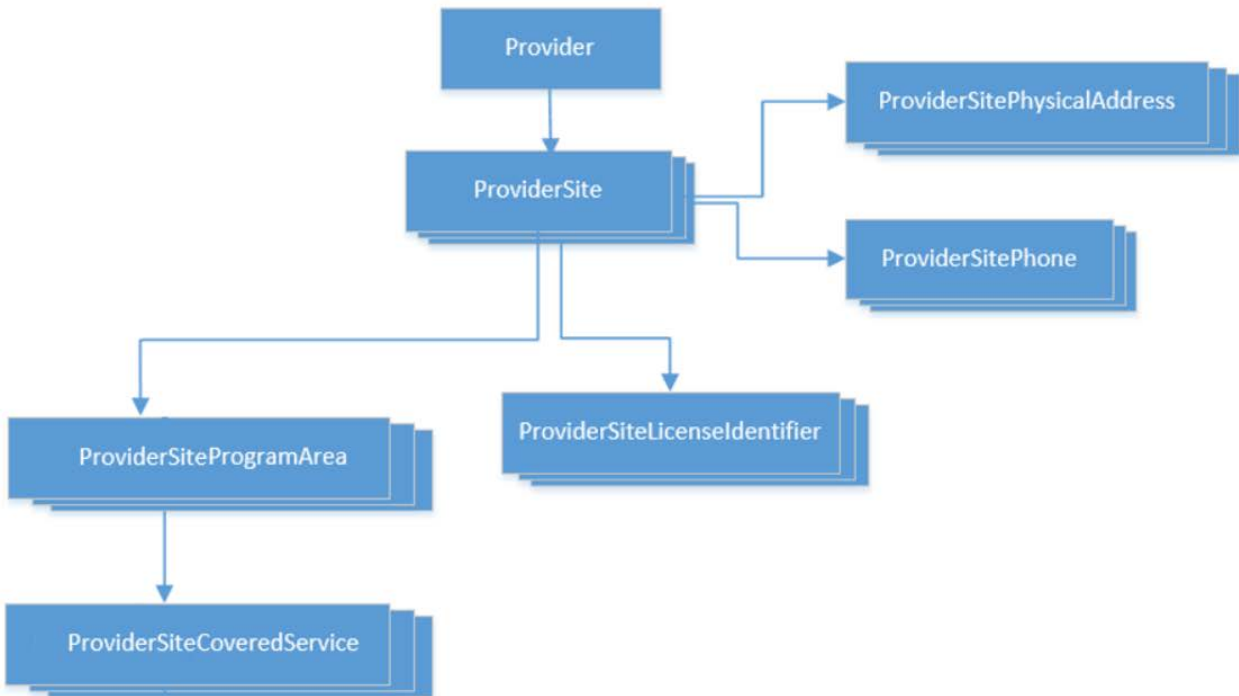 Provider
ProviderSitePhysicalAddress
ProviderSite
ProviderSitePhone
ProviderSiteLicenseIdentifier
ProviderSiteProgramArea
ProviderSiteCoveredService